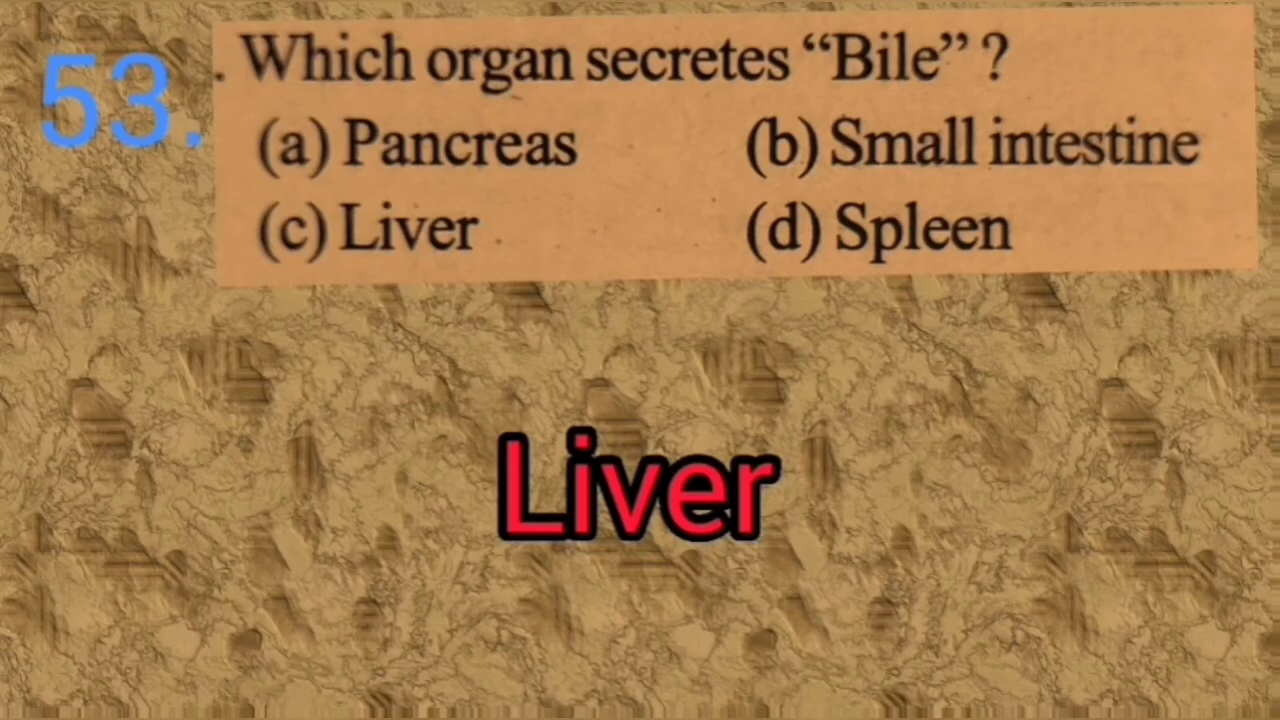 53. . Which organ secretes “Bile” ?
(a) Pancreas (b) Small intestine
(c) Liver (d) Spleen
Liver